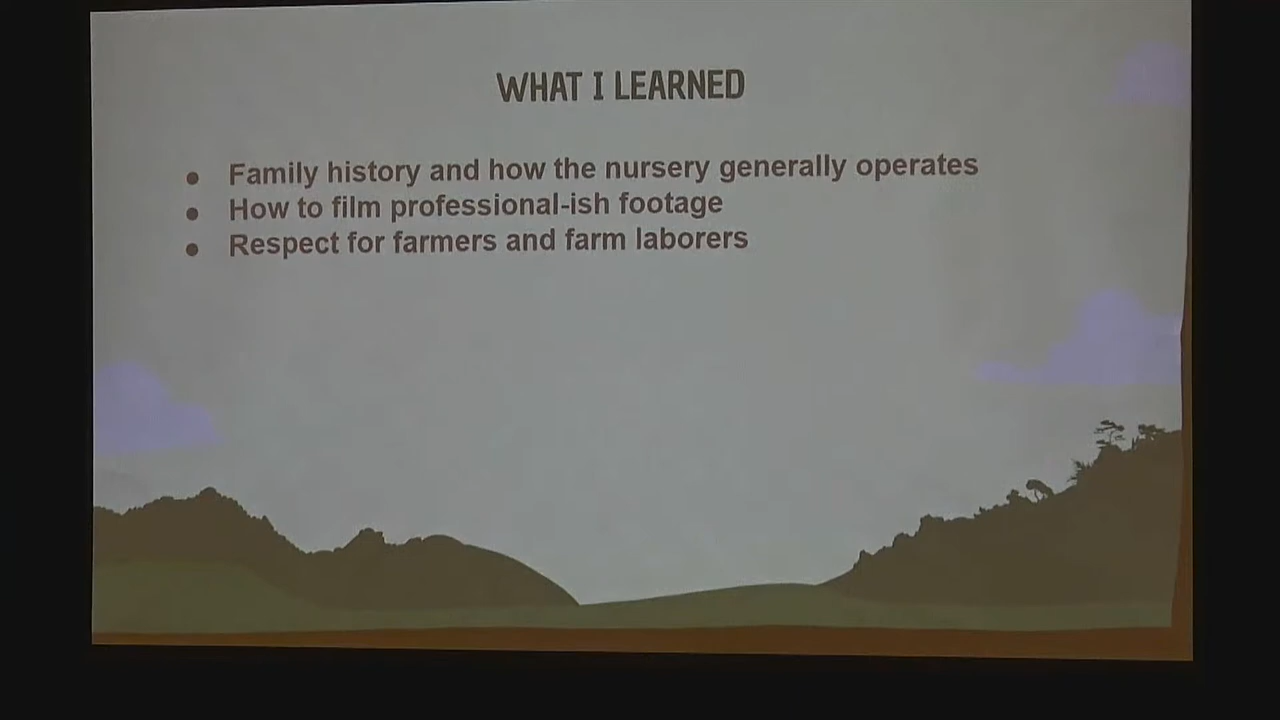 WHAT I LEARNED
● Family history and how the nursery generally operates
● How to film professional-ish footage
● Respect for farmers and farm laborers